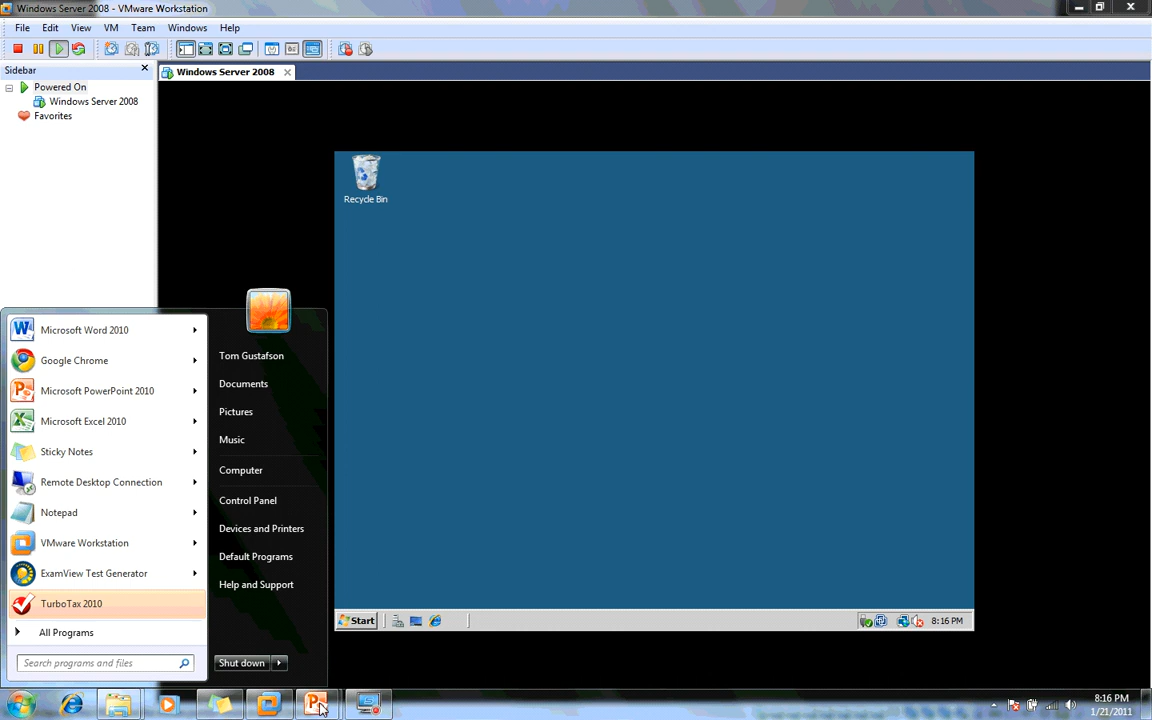 Windows Server 2008 - VMware Workstation
File Edit View VM Team Windows Help
Sidebar
Windows Server 2008
Powered On
Windows Server 2008
Favorites
Recycle Bin
Microsoft Word 2010
Google Chrome
Microsoft PowerPoint 2010
Microsoft Excel 2010
Sticky Notes
Remote Desktop Connection
Notepad
VMware Workstation
ExamView Test Generator
TurboTax 2010
All Programs
Search programs and files
Tom Gustafson
Documents
Pictures
Music
Computer
Control Panel
Devices and Printers
Default Programs
Help and Support
Shut down
Start
8:16 PM
8:16 PM
1/21/2011